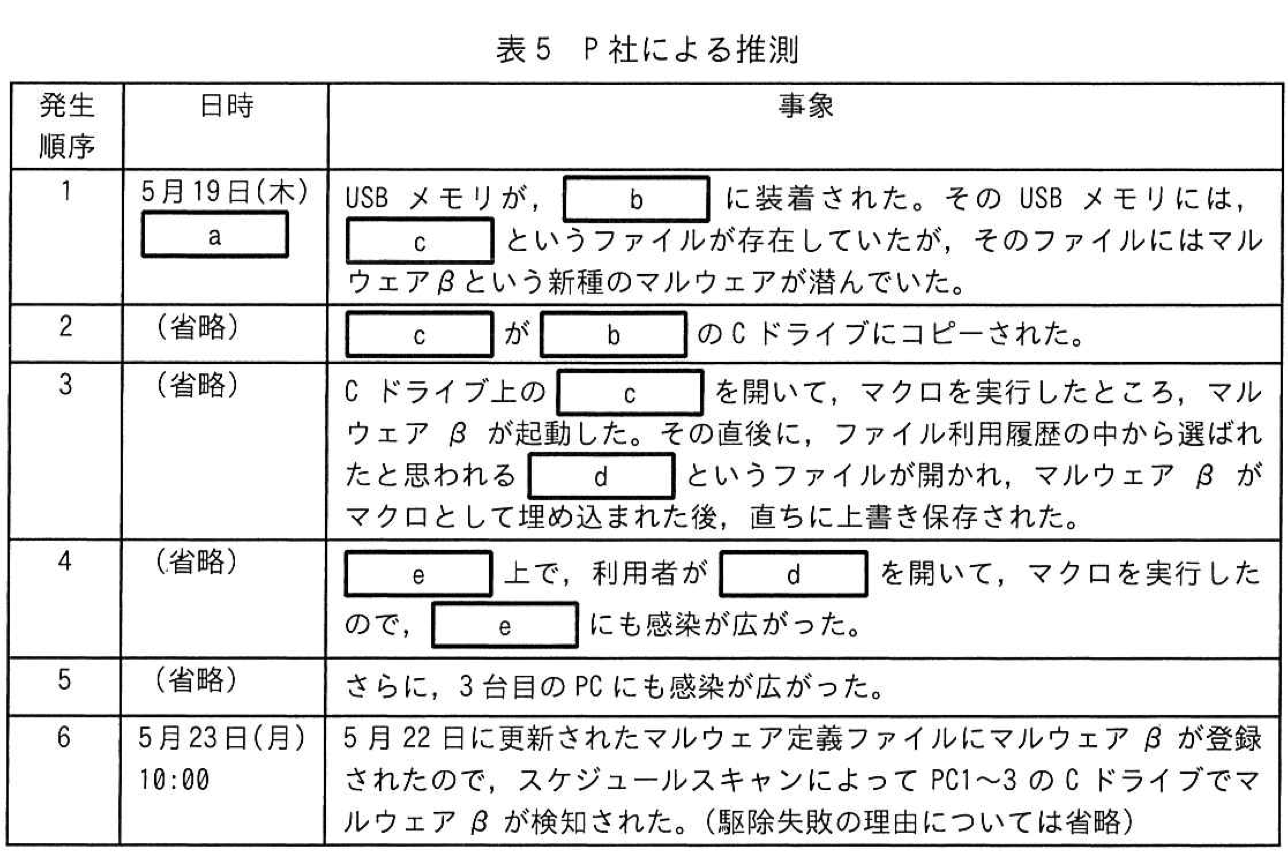 表5 P社による推測
発生
順序
日時
事象
1
5月19日(木)
a
USB メモリが, b に装着された。その USB メモリには,
c というファイルが存在していたが, そのファイルにはマル
ウェアβという新種のマルウェアが潜んでいた。
2
(省略)
c が b のCドライブにコピーされた。
3
(省略)
C ドライブ上の c を開いて, マクロを実行したところ, マル
ウェア β が起動した。その直後に, ファイル利用履歴の中から選ばれ
たと思われる d というファイルが開かれ, マルウェア β が
マクロとして埋め込まれた後, 直ちに上書き保存された。
4
(省略)
e 上で, 利用者が d を開いて, マクロを実行した
ので, e にも感染が広がった。
5
(省略)
さらに, 3台目のPCにも感染が広がった。
6
5月23日(月)
10:00
5月22日に更新されたマルウェア定義ファイルにマルウェア β が登録
されたので, スケジュールスキャンによって PC1～3 の C ドライブでマ
ルウェア β が検知された。(駆除失敗の理由については省略)